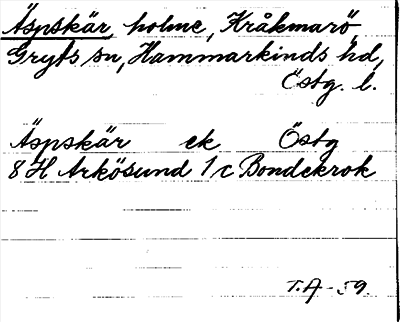 Äspskär, holme, Kråkmarö,
Gryts sn, Hammarkinds hd,
Östg. l.
Äspskär ek Östg
8 H Arkösund 1 c Bondekrok
T.A - 59.